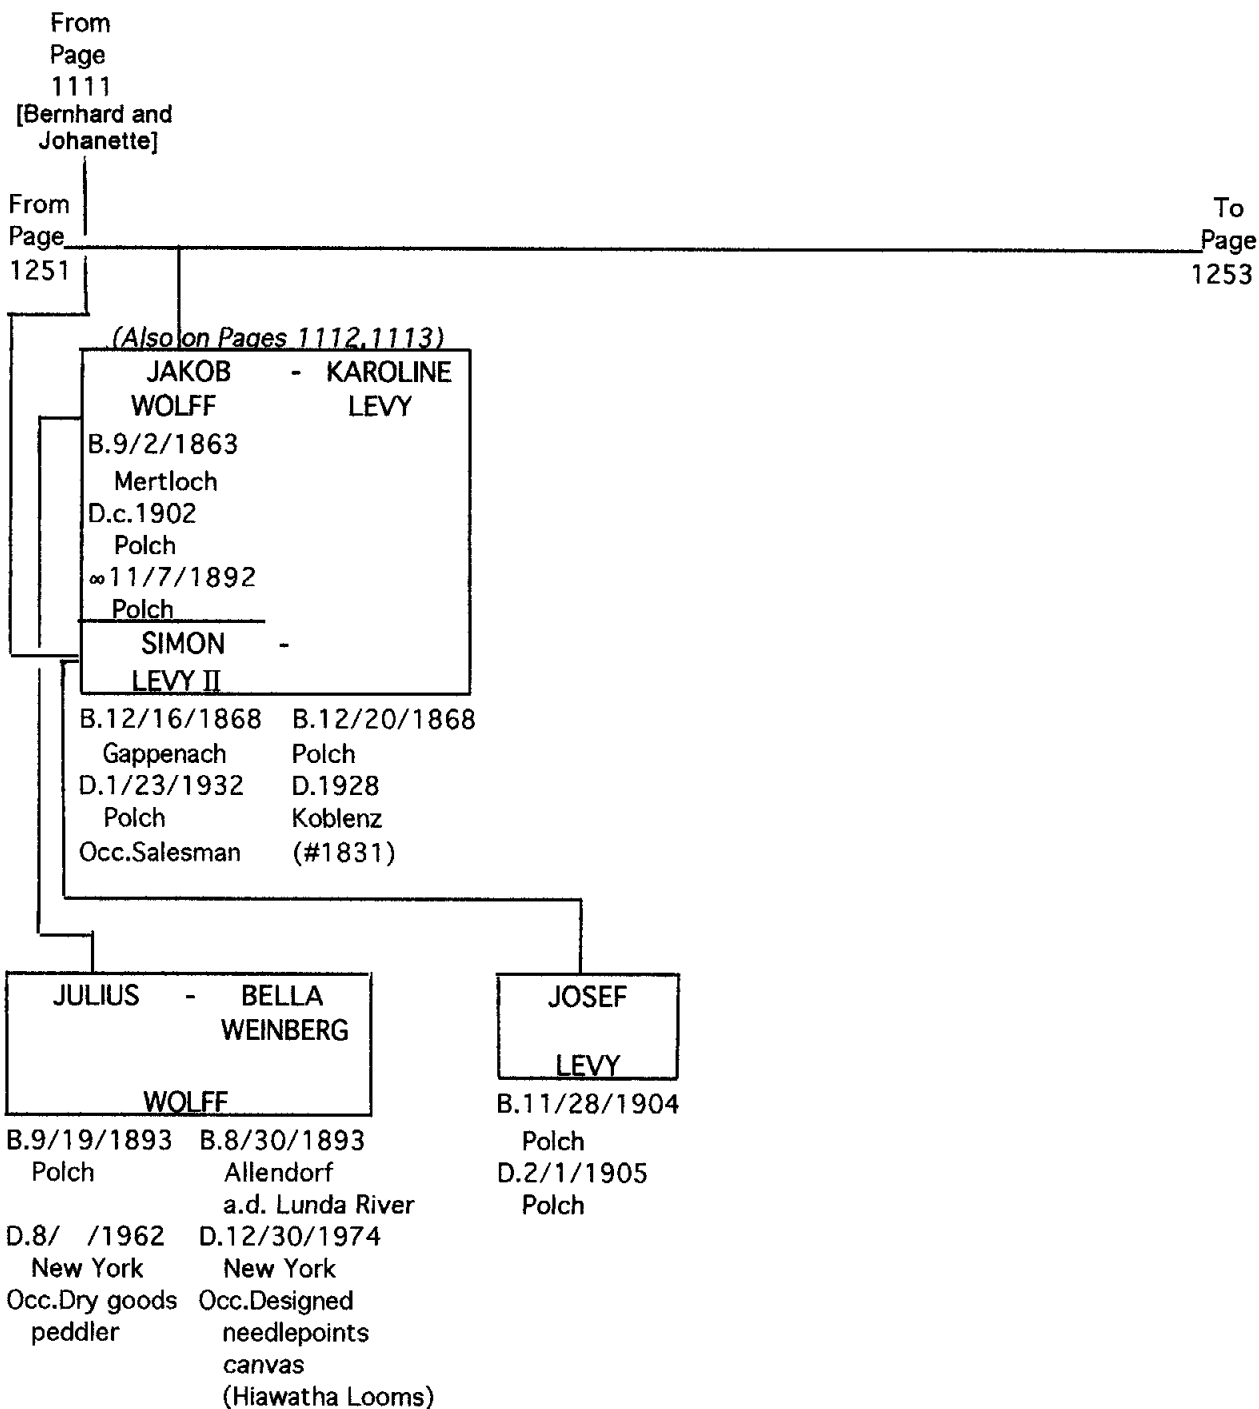 From
Page
1111
[Bernhard and
Johanette]
From
Page
1251
To
Page
1253
(Also on Pages 1112,1113)
JAKOB - KAROLINE
WOLFF LEVY
B.9/2/1863
Mertloch
D.c.1902
Polch
∞11/7/1892
Polch
SIMON -
LEVY II
B.12/16/1868 B.12/20/1868
Gappenach Polch
D.1/23/1932 D.1928
Polch Koblenz
Occ.Salesman (#1831)
JULIUS - BELLA
WEINBERG
WOLFF
B.9/19/1893 B.8/30/1893
Polch Allendorf
a.d. Lunda River
D.8/ /1962 D.12/30/1974
New York New York
Occ.Dry goods Occ.Designed
peddler needlepoints
canvas
(Hiawatha Looms)
JOSEF
LEVY
B.11/28/1904
Polch
D.2/1/1905
Polch